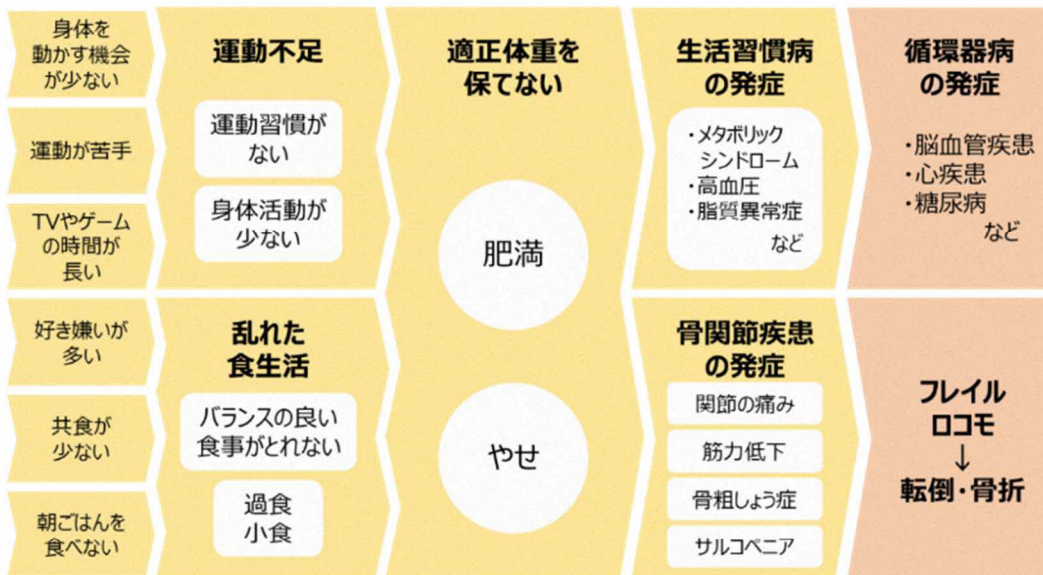 身体を
動かす機会
が少ない
運動が苦手
TVやゲーム
の時間が
長い
好き嫌いが
多い
共食が
少ない
朝ごはんを
食べない
運動不足
運動習慣が
ない
身体活動が
少ない
乱れた
食生活
バランスの良い
食事がとれない
過食
小食
適正体重を
保てない
肥満
やせ
生活習慣病
の発症
・メタボリック
シンドローム
・高血圧
・脂質異常症
など
骨関節疾患
の発症
関節の痛み
筋力低下
骨粗しょう症
サルコペニア
循環器病
の発症
・脳血管疾患
・心疾患
・糖尿病
など
フレイル
ロコモ
↓
転倒・骨折